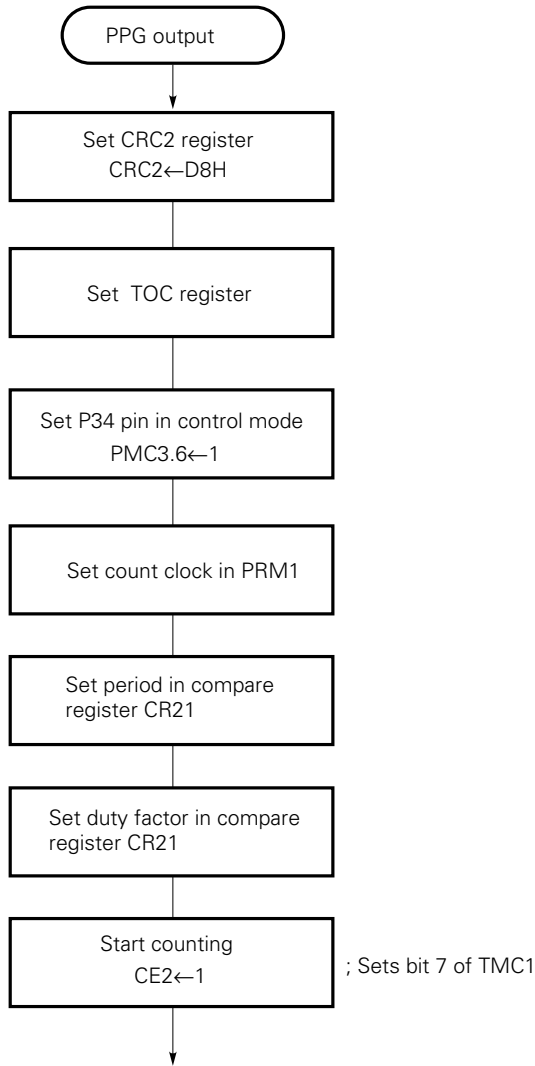 PPG output
Set CRC2 register
CRC2←D8H
Set TOC register
Set P34 pin in control mode
PMC3.6←1
Set count clock in PRM1
Set period in compare
register CR21
Set duty factor in compare
register CR21
Start counting
CE2←1
; Sets bit 7 of TMC1